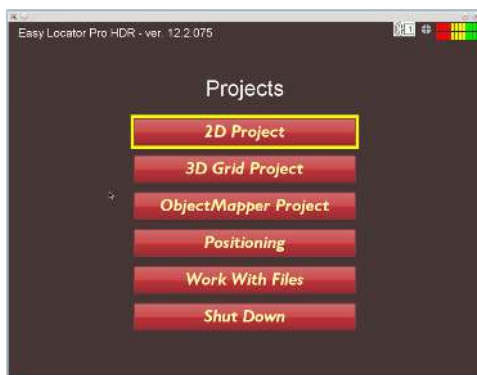 Easy Locator Pro HDR - ver. 12.2.075
Projects
2D Project
3D Grid Project
ObjectMapper Project
Positioning
Work With Files
Shut Down